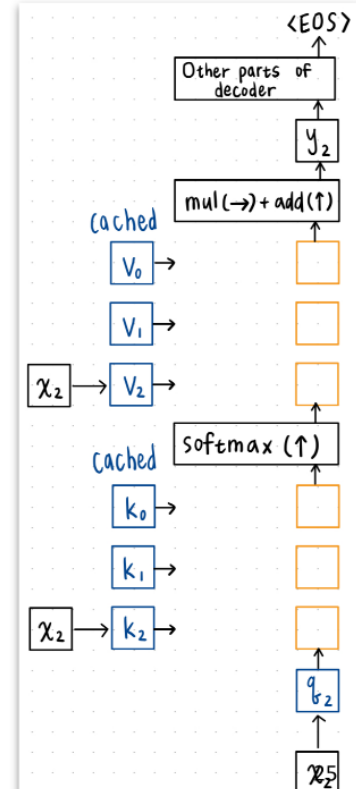 <EOS>
Other parts of
decoder
y₂
mul(→)+add(↑)
cached
V₀
V₁
x₂ V₂
softmax (↑)
cached
k₀
k₁
x₂ k₂
q₂